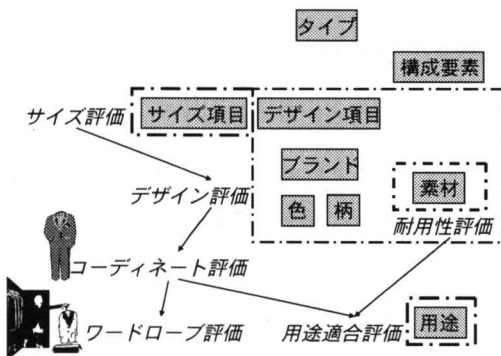 タイプ
構成要素
サイズ評価 サイズ項目 デザイン項目
ブランド
デザイン評価 色 柄 素材
耐用性評価
コーディネート評価
ワードローブ評価 用途適合評価 用途